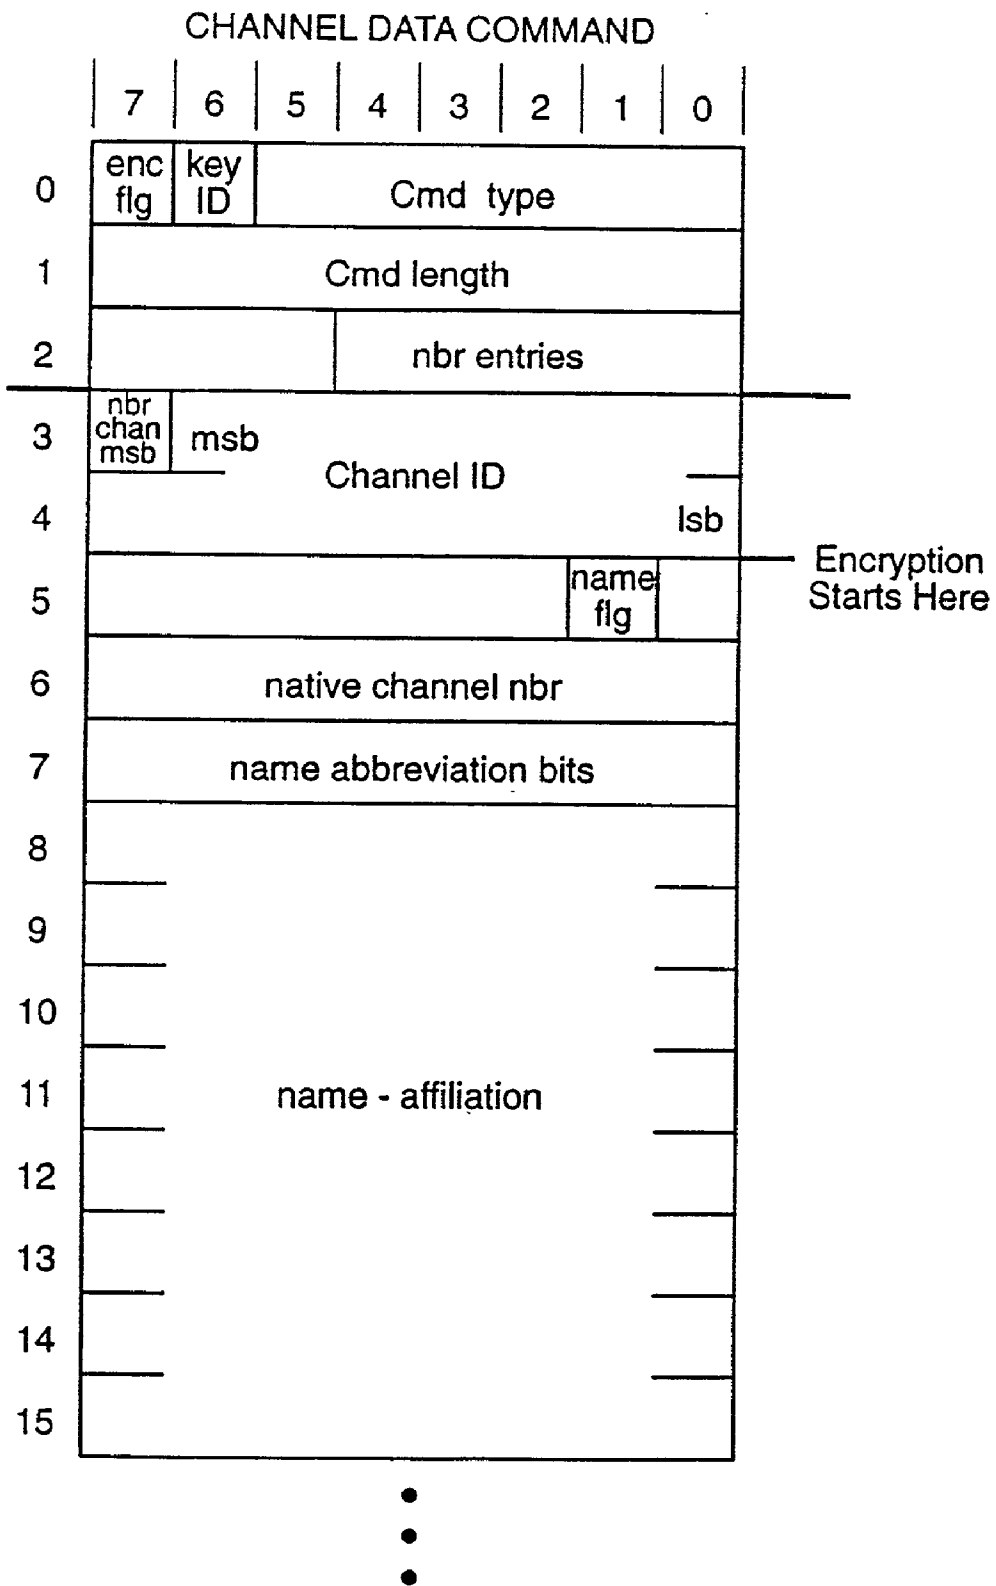 CHANNEL DATA COMMAND
7 6 5 4 3 2 1 0
0 enc flg key ID Cmd type
1 Cmd length
2 nbr entries
3 nbr chan msb msb
Channel ID
4 lsb
Encryption
Starts Here
5 name flg
6 native channel nbr
7 name abbreviation bits
8
9
10
11 name - affiliation
12
13
14
15